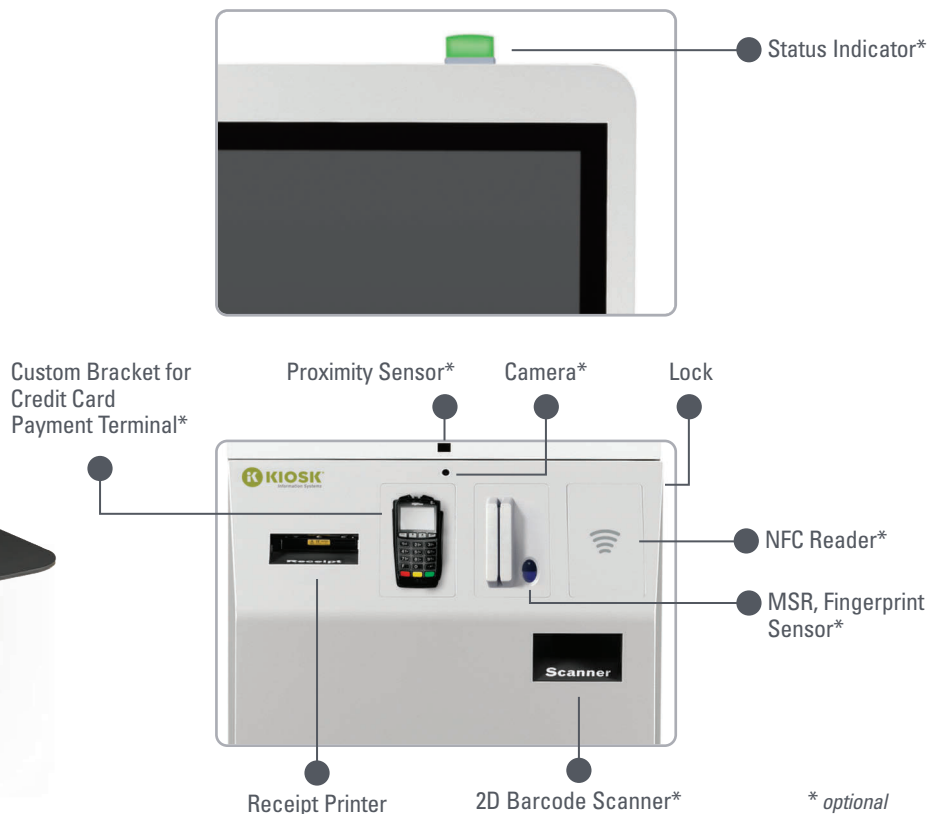 Status Indicator*
Custom Bracket for
Credit Card
Payment Terminal*
Proximity Sensor*
Camera*
Lock
KIOSK
Information Systems
Receipt
NFC Reader*
MSR, Fingerprint
Sensor*
Scanner
Receipt Printer
2D Barcode Scanner*
* optional